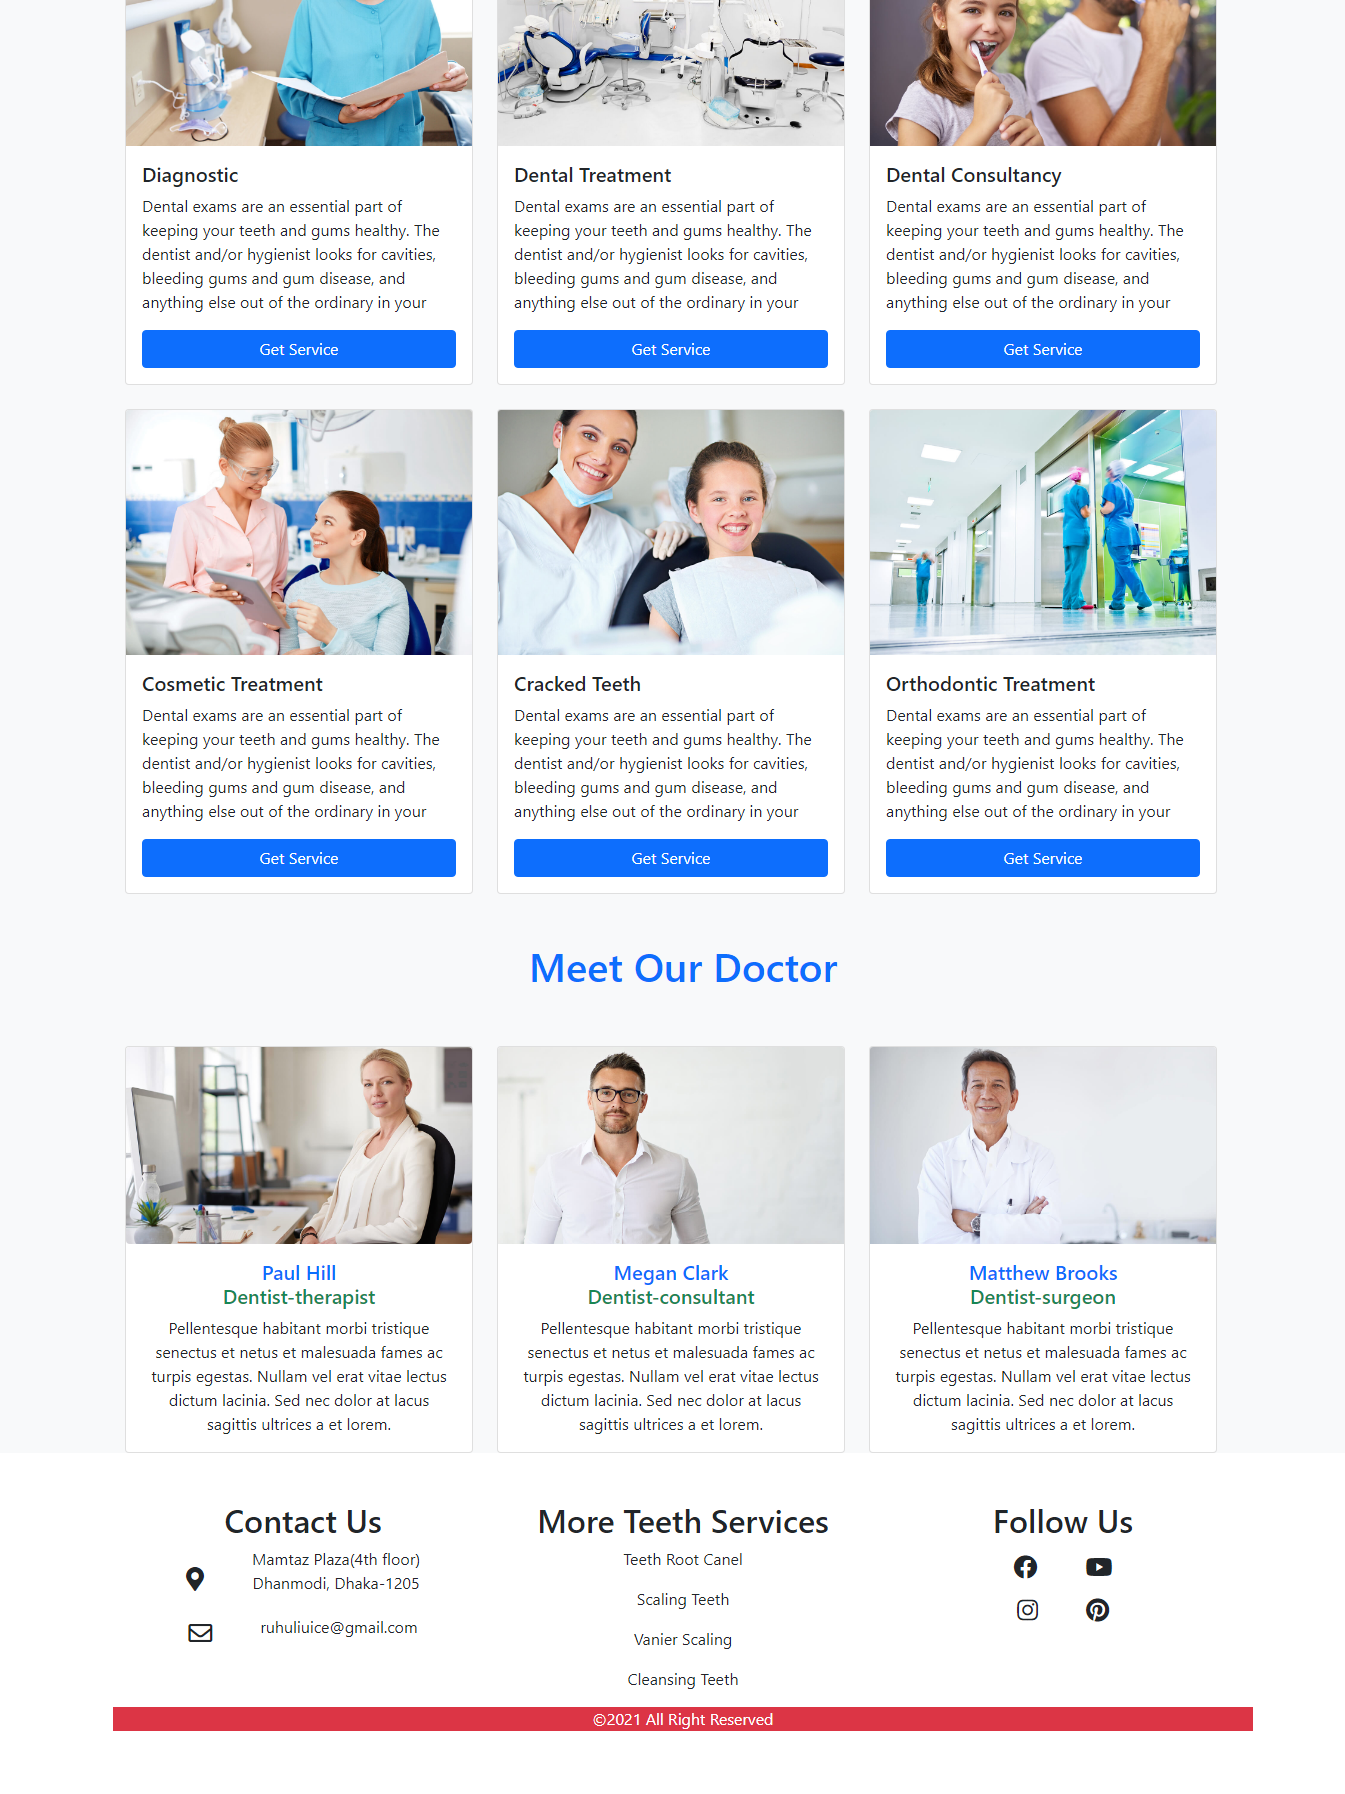 Diagnostic
Dental exams are an essential part of
keeping your teeth and gums healthy. The
dentist and/or hygienist looks for cavities,
bleeding gums and gum disease, and
anything else out of the ordinary in your
Get Service
Dental Treatment
Dental exams are an essential part of
keeping your teeth and gums healthy. The
dentist and/or hygienist looks for cavities,
bleeding gums and gum disease, and
anything else out of the ordinary in your
Get Service
Dental Consultancy
Dental exams are an essential part of
keeping your teeth and gums healthy. The
dentist and/or hygienist looks for cavities,
bleeding gums and gum disease, and
anything else out of the ordinary in your
Get Service
Cosmetic Treatment
Dental exams are an essential part of
keeping your teeth and gums healthy. The
dentist and/or hygienist looks for cavities,
bleeding gums and gum disease, and
anything else out of the ordinary in your
Get Service
Cracked Teeth
Dental exams are an essential part of
keeping your teeth and gums healthy. The
dentist and/or hygienist looks for cavities,
bleeding gums and gum disease, and
anything else out of the ordinary in your
Get Service
Orthodontic Treatment
Dental exams are an essential part of
keeping your teeth and gums healthy. The
dentist and/or hygienist looks for cavities,
bleeding gums and gum disease, and
anything else out of the ordinary in your
Get Service
Meet Our Doctor
Paul Hill
Dentist-therapist
Pellentesque habitant morbi tristique
senectus et netus et malesuada fames ac
turpis egestas. Nullam vel erat vitae lectus
dictum lacinia. Sed nec dolor at lacus
sagittis ultrices a et lorem.
Megan Clark
Dentist-consultant
Pellentesque habitant morbi tristique
senectus et netus et malesuada fames ac
turpis egestas. Nullam vel erat vitae lectus
dictum lacinia. Sed nec dolor at lacus
sagittis ultrices a et lorem.
Matthew Brooks
Dentist-surgeon
Pellentesque habitant morbi tristique
senectus et netus et malesuada fames ac
turpis egestas. Nullam vel erat vitae lectus
dictum lacinia. Sed nec dolor at lacus
sagittis ultrices a et lorem.
Contact Us
Mamtaz Plaza(4th floor)
Dhanmodi, Dhaka-1205
ruhuliuice@gmail.com
More Teeth Services
Teeth Root Canel
Scaling Teeth
Vanier Scaling
Cleansing Teeth
Follow Us
©2021 All Right Reserved